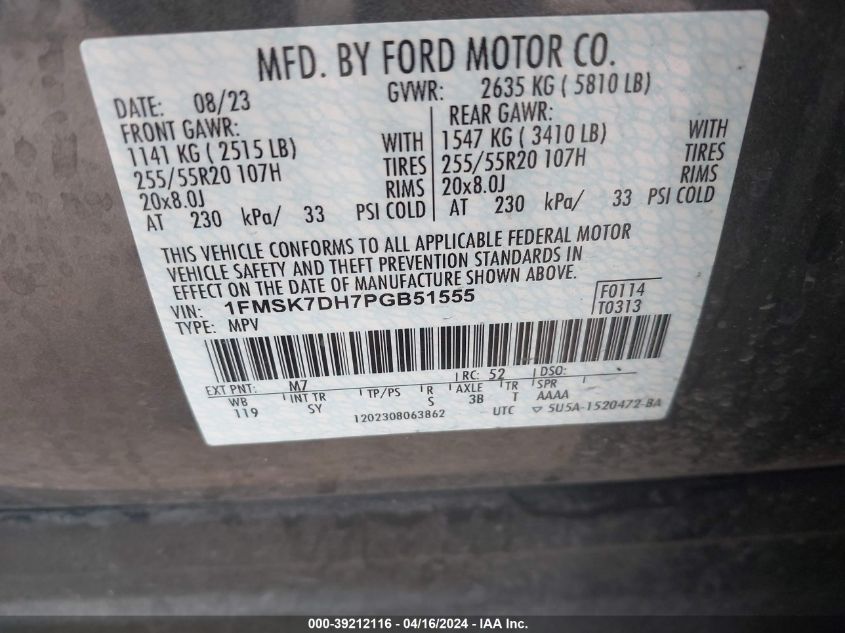 MFD. BY FORD MOTOR CO.
DATE: 08/23 GVWR: 2635 KG ( 5810 LB)
FRONT GAWR: REAR GAWR:
1141 KG ( 2515 LB) WITH 1547 KG ( 3410 LB) WITH
255/55R20 107H TIRES 255/55R20 107H TIRES
20x8.0J RIMS 20x8.0J RIMS
AT 230 kPa/ 33 PSI COLD AT 230 kPa/ 33 PSI COLD
THIS VEHICLE CONFORMS TO ALL APPLICABLE FEDERAL MOTOR
VEHICLE SAFETY AND THEFT PREVENTION STANDARDS IN
EFFECT ON THE DATE OF MANUFACTURE SHOWN ABOVE.
VIN: 1FMSK7DH7PGB51555 F0114
TYPE: MPV T0313
EXT PNT: M7 RC: 52 DSO:
WB INT TR TP/PS R AXLE TR SPR
119 SY S 3B T AAAA
1202308063862 UTC ▽ SU5A-1520472-BA
000-39212116 - 04/16/2024 - IAA Inc.